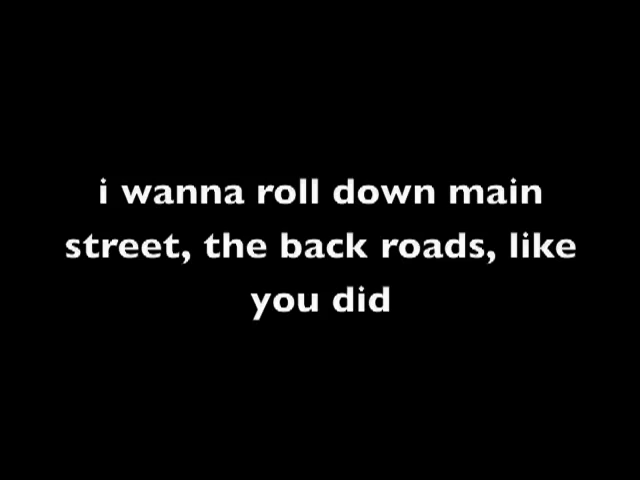 i wanna roll down main
street, the back roads, like
you did